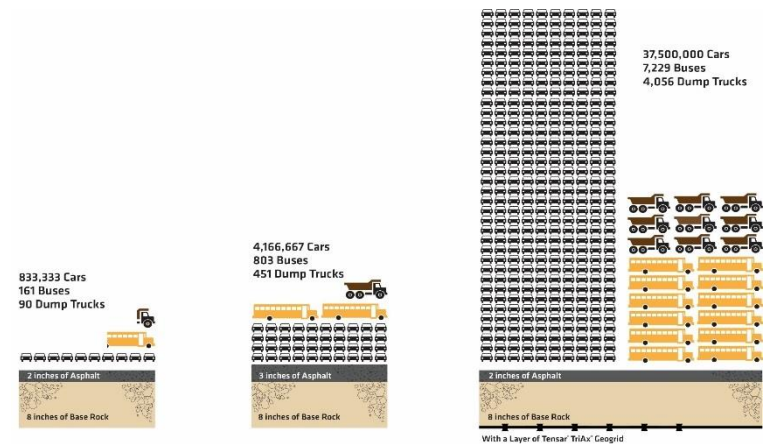 833,333 Cars
161 Buses
90 Dump Trucks
2 inches of Asphalt
8 inches of Base Rock
4,166,667 Cars
803 Buses
451 Dump Trucks
3 inches of Asphalt
8 inches of Base Rock
37,500,000 Cars
7,229 Buses
4,056 Dump Trucks
2 inches of Asphalt
8 inches of Base Rock
With a Layer of Tensar® TriAx® Geogrid